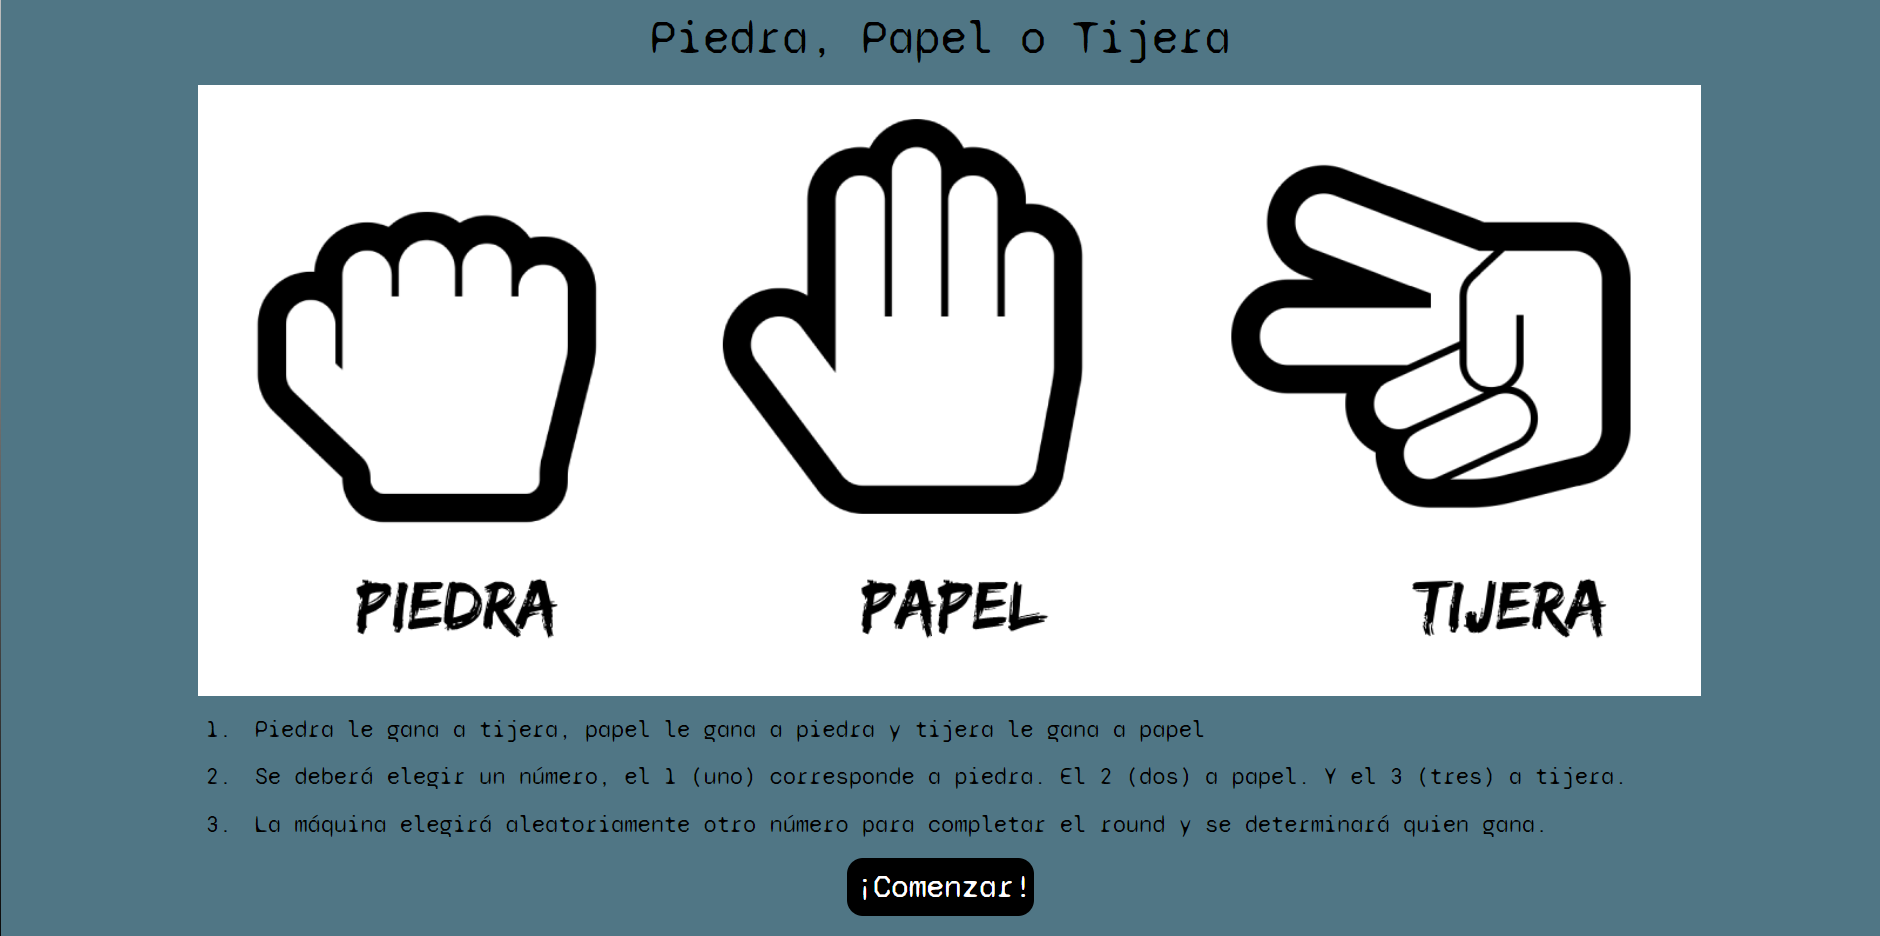 Piedra, Papel o Tijera
PIEDRA
PAPEL
TIJERA
1. Piedra le gana a tijera, papel le gana a piedra y tijera le gana a papel
2. Se deberá elegir un número, el 1 (uno) corresponde a piedra. El 2 (dos) a papel. Y el 3 (tres) a tijera.
3. La máquina elegirá aleatoriamente otro número para completar el round y se determinará quien gana.
¡Comenzar!